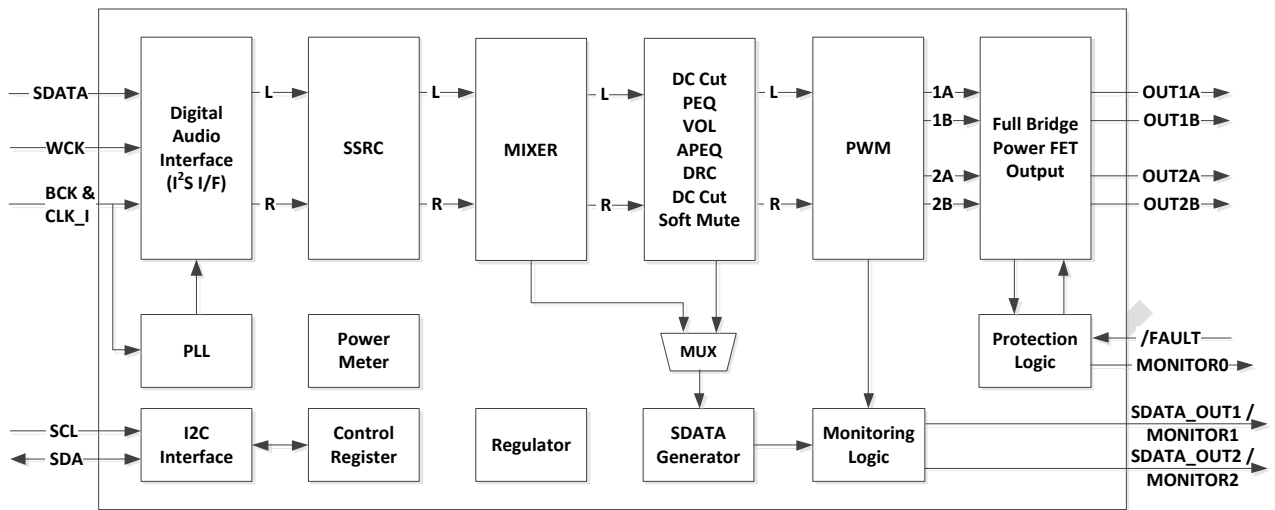 SDATA
WCK
BCK &
CLK_I
Digital
Audio
Interface
(I²S I/F)
L
R
SSRC
L
R
MIXER
L
R
DC Cut
PEQ
VOL
APEQ
DRC
DC Cut
Soft Mute
L
R
PWM
1A
1B
2A
2B
Full Bridge
Power FET
Output
OUT1A
OUT1B
OUT2A
OUT2B
PLL
Power
Meter
MUX
Protection
Logic
/FAULT
MONITOR0
SCL
SDA
I2C
Interface
Control
Register
Regulator
SDATA
Generator
Monitoring
Logic
SDATA_OUT1 /
MONITOR1
SDATA_OUT2 /
MONITOR2